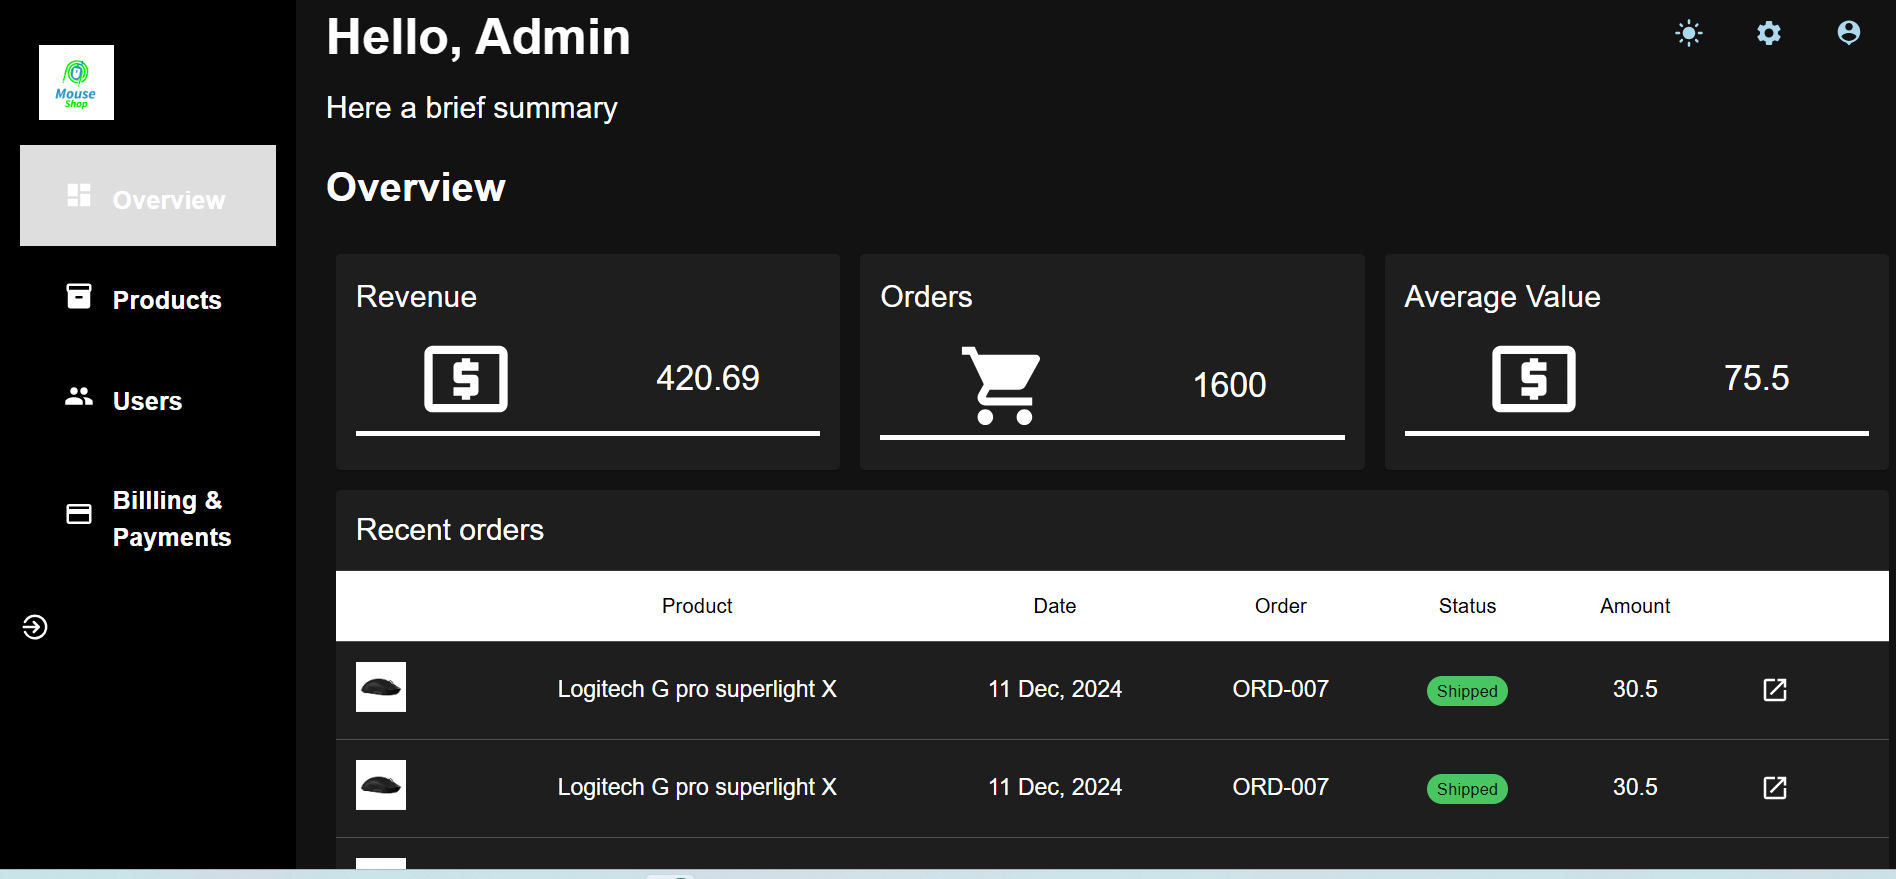 Mouse
Shop
Overview
Products
Users
Billling &
Payments
Hello, Admin
Here a brief summary
Overview
Revenue
420.69
Orders
1600
Average Value
75.5
Recent orders
Product Date Order Status Amount
Logitech G pro superlight X 11 Dec, 2024 ORD-007 Shipped 30.5
Logitech G pro superlight X 11 Dec, 2024 ORD-007 Shipped 30.5